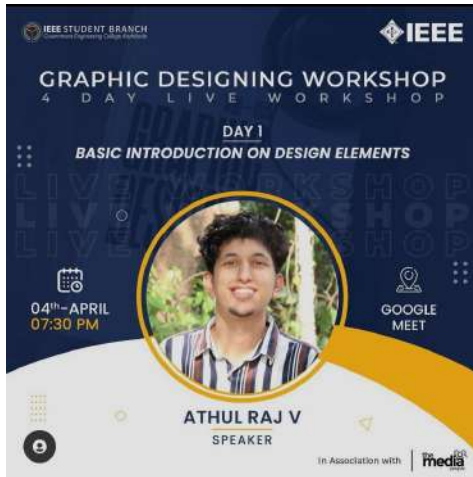 IEEE STUDENT BRANCH
IEEE
GRAPHIC DESIGNING WORKSHOP
4 DAY LIVE WORKSHOP
DAY 1
BASIC INTRODUCTION ON DESIGN ELEMENTS
04th-APRIL
07:30 PM
GOOGLE
MEET
ATHUL RAJ V
SPEAKER
In Association with
the
media